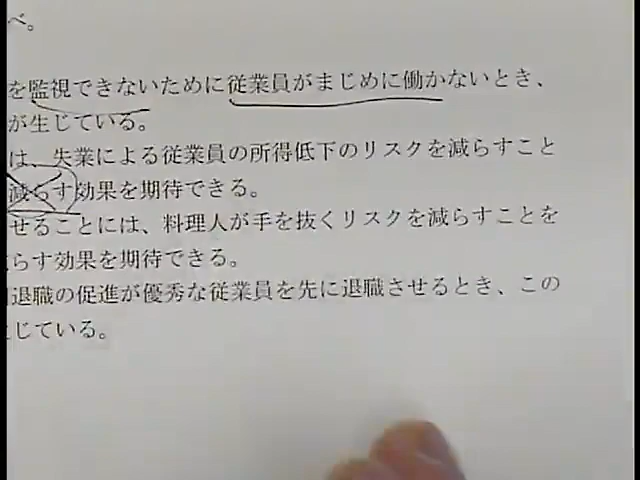 べ。
を監視できないために従業員がまじめに働かないとき、
が生じている。
は、失業による従業員の所得低下のリスクを減らすこと
減らす効果を期待できる。
せることには、料理人が手を抜くリスクを減らすことを
らす効果を期待できる。
退職の促進が優秀な従業員を先に退職させるとき、この
じている。